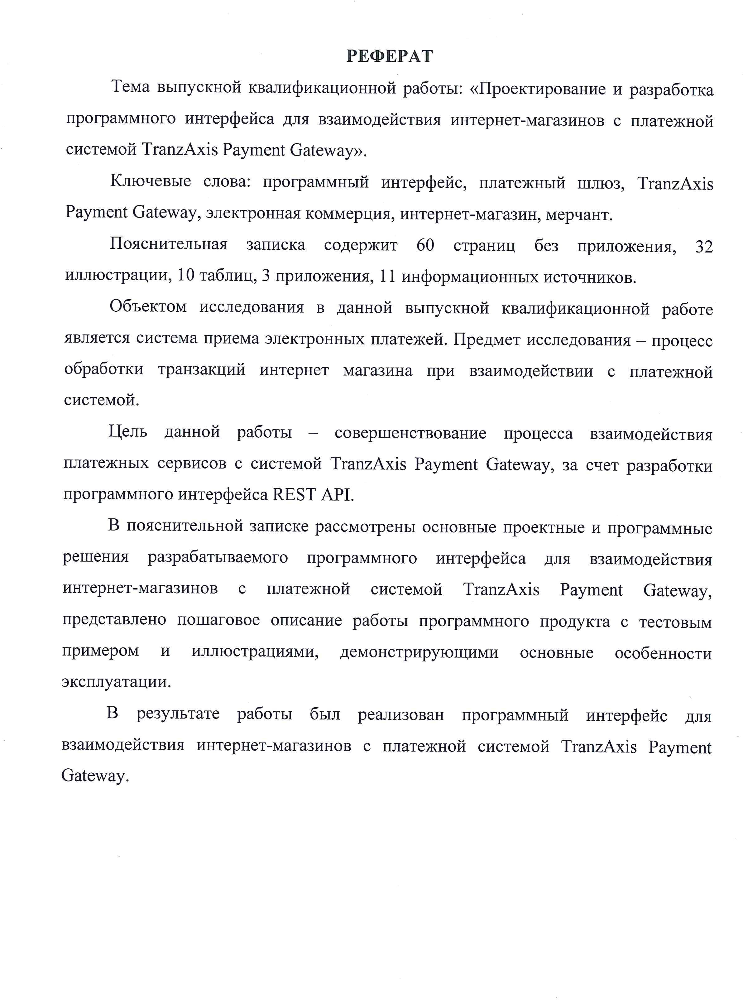 РЕФЕРАТ
Тема выпускной квалификационной работы: «Проектирование и разработка
программного интерфейса для взаимодействия интернет-магазинов с платежной
системой TranzAxis Payment Gateway».
Ключевые слова: программный интерфейс, платежный шлюз, TranzAxis
Payment Gateway, электронная коммерция, интернет-магазин, мерчант.
Пояснительная записка содержит 60 страниц без приложения, 32
иллюстрации, 10 таблиц, 3 приложения, 11 информационных источников.
Объектом исследования в данной выпускной квалификационной работе
является система приема электронных платежей. Предмет исследования – процесс
обработки транзакций интернет магазина при взаимодействии с платежной
системой.
Цель данной работы – совершенствование процесса взаимодействия
платежных сервисов с системой TranzAxis Payment Gateway, за счет разработки
программного интерфейса REST API.
В пояснительной записке рассмотрены основные проектные и программные
решения разрабатываемого программного интерфейса для взаимодействия
интернет-магазинов с платежной системой TranzAxis Payment Gateway,
представлено пошаговое описание работы программного продукта с тестовым
примером и иллюстрациями, демонстрирующими основные особенности
эксплуатации.
В результате работы был реализован программный интерфейс для
взаимодействия интернет-магазинов с платежной системой TranzAxis Payment
Gateway.